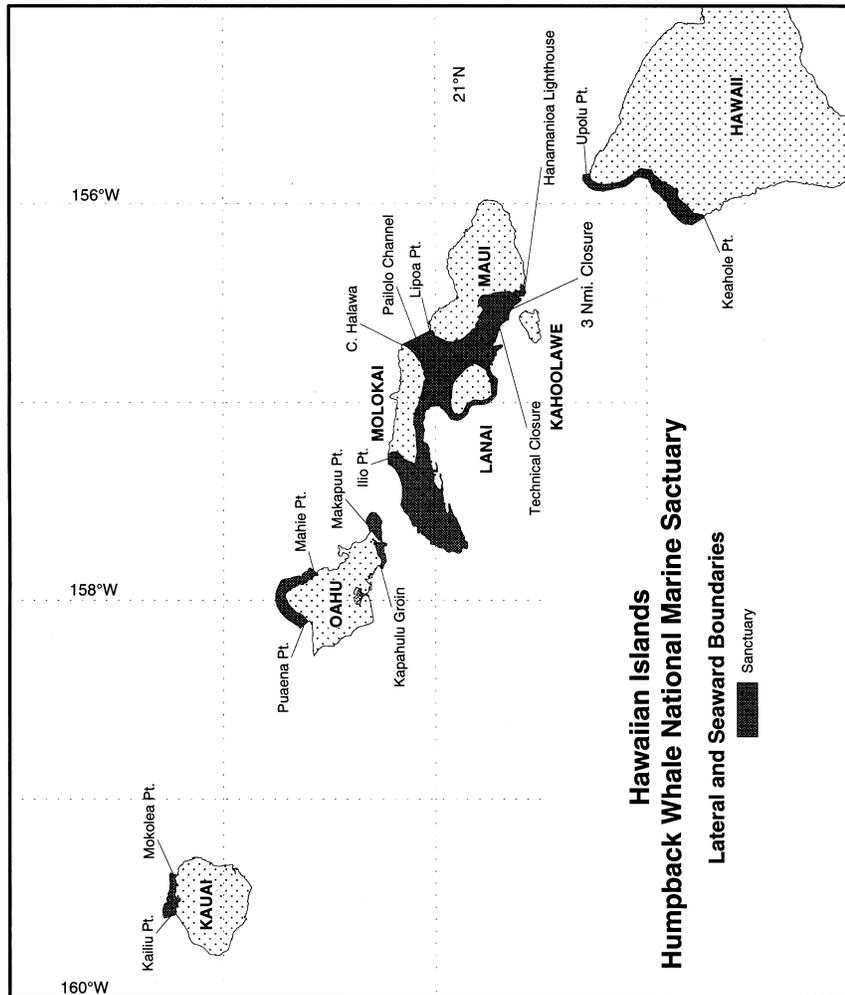 156°W
158°W
160°W
21°N
Kailiu Pt.
Mokolea Pt.
KAUAI
Puaena Pt.
Mahie Pt.
OAHU
Makapuu Pt.
Kapahulu Groin
Ilio Pt.
MOLOKAI
C. Halawa
Pailolo Channel
Lipoa Pt.
MAUI
LANAI
Technical Closure
KAHOOLAWE
3 Nmi. Closure
Hanamanioa Lighthouse
Upolu Pt.
HAWAII
Keahole Pt.
Hawaiian Islands
Humpback Whale National Marine Sactuary
Lateral and Seaward Boundaries
Sanctuary